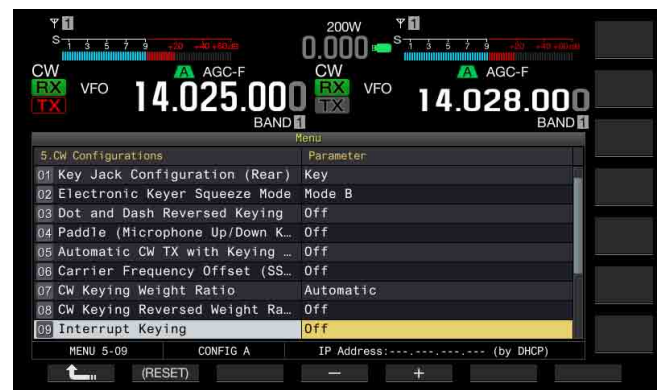 1 200W 1
S 1 3 5 7 9 +20 +40 +60dB 0.000 S 1 3 5 7 9 +20 +40 +60dB
CW A AGC-F CW A AGC-F
RX VFO 14.025.000 RX VFO 14.028.000
TX TX
BAND 1 BAND 1
Menu
5.CW Configurations Parameter
01 Key Jack Configuration (Rear) Key
02 Electronic Keyer Squeeze Mode Mode B
03 Dot and Dash Reversed Keying Off
04 Paddle (Microphone Up/Down K… Off
05 Automatic CW TX with Keying … Off
06 Carrier Frequency Offset (SS… Off
07 CW Keying Weight Ratio Automatic
08 CW Keying Reversed Weight Ra… Off
09 Interrupt Keying Off
MENU 5-09 CONFIG A IP Address:---.---.---.--- (by DHCP)
(RESET) − +